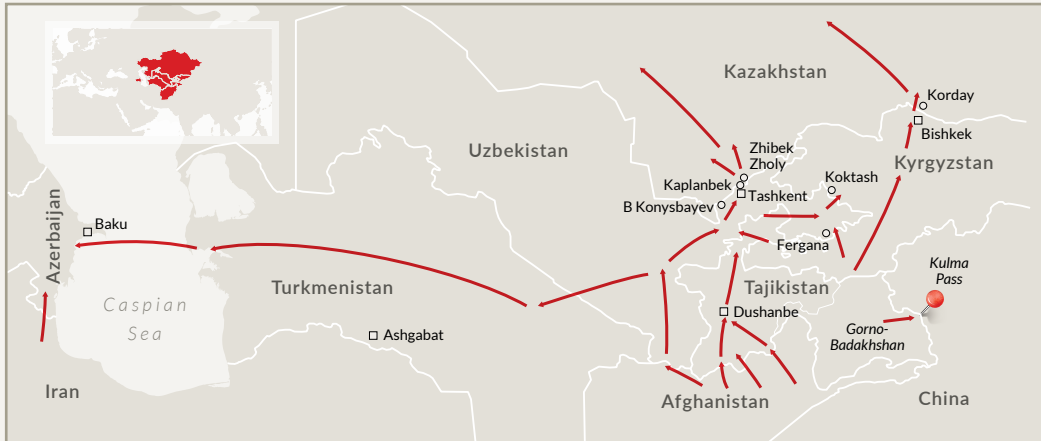 Kazakhstan
Korday
Bishkek
Uzbekistan
Zhibek
Zholy
Kyrgyzstan
Kaplanbek
Koktash
Tashkent
B Konysbayev
Azerbaijan
Baku
Fergana
Kulma
Pass
Turkmenistan
Tajikistan
Caspian
Sea
Dushanbe
Ashgabat
Gorno-
Badakhshan
Iran
Afghanistan
China